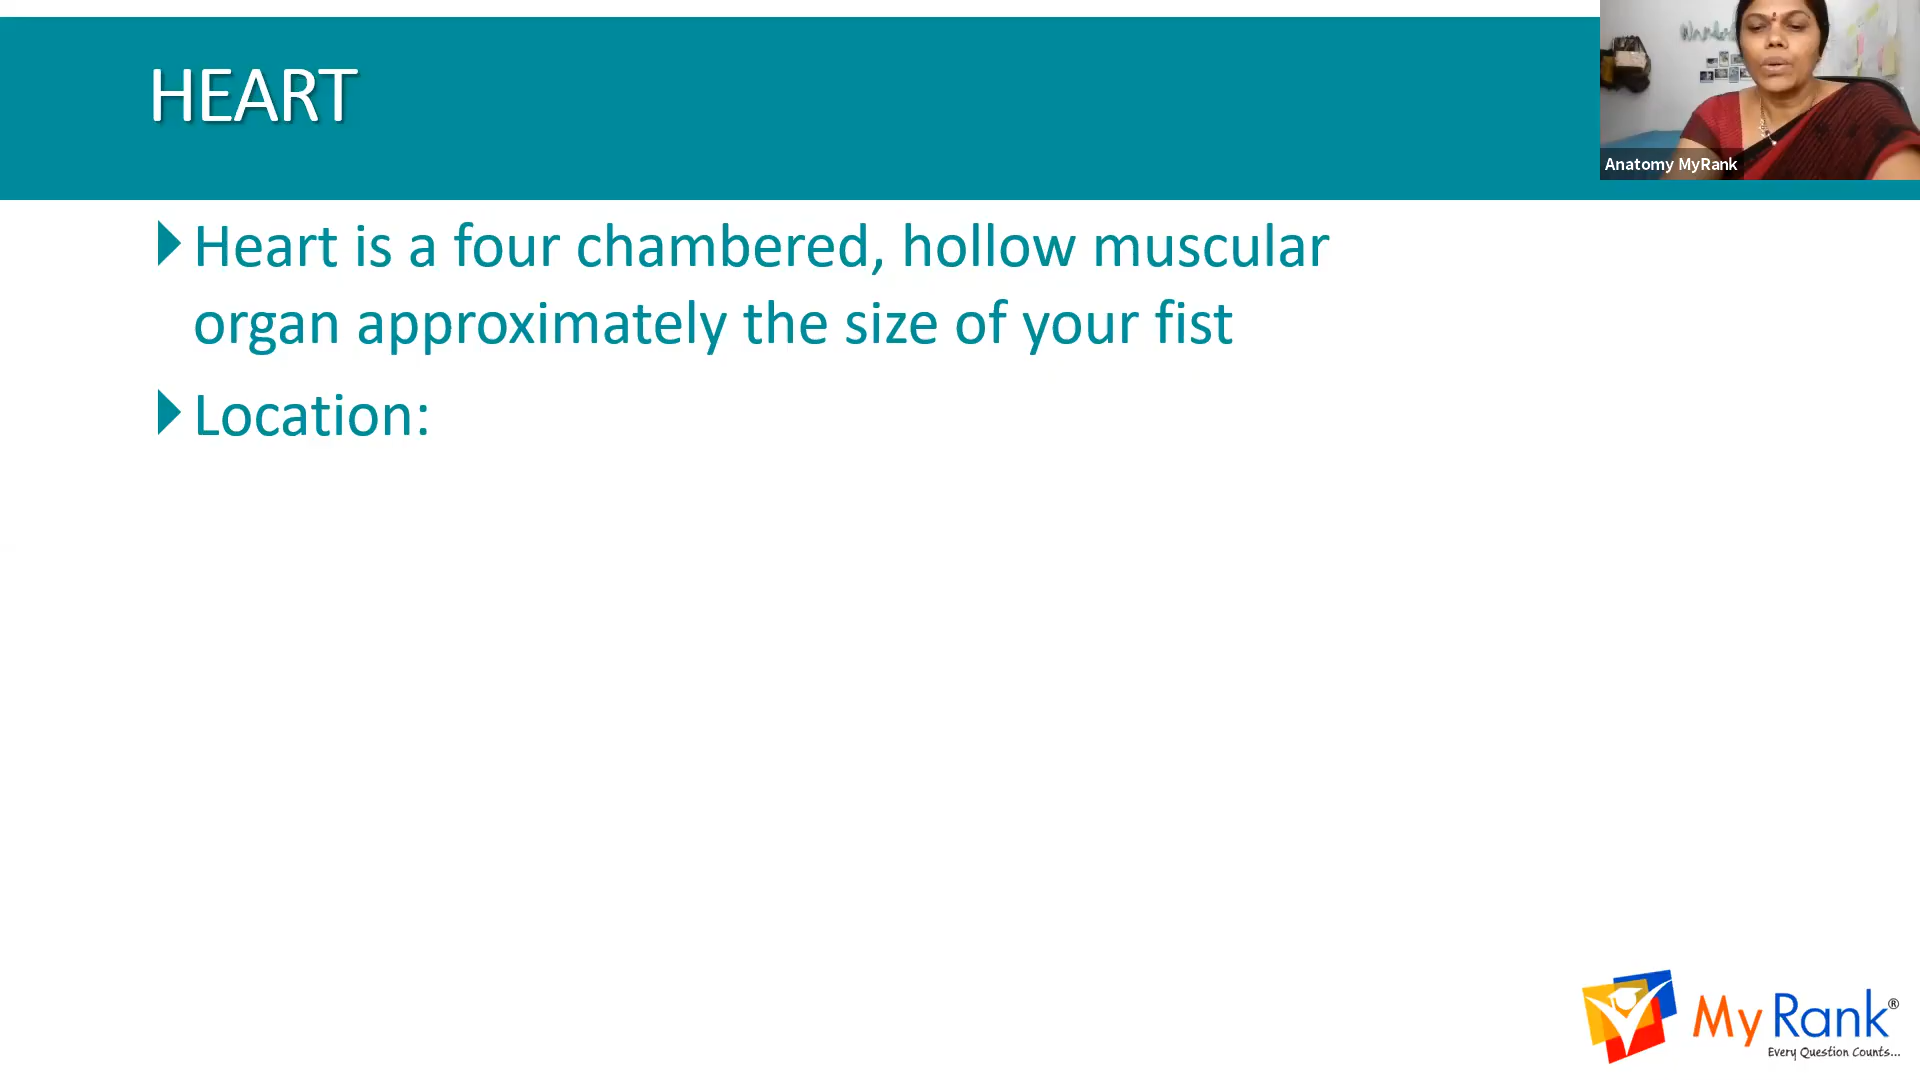 HEART
Anatomy MyRank
Heart is a four chambered, hollow muscular
organ approximately the size of your fist
Location:
My Rank®
Every Question Counts...